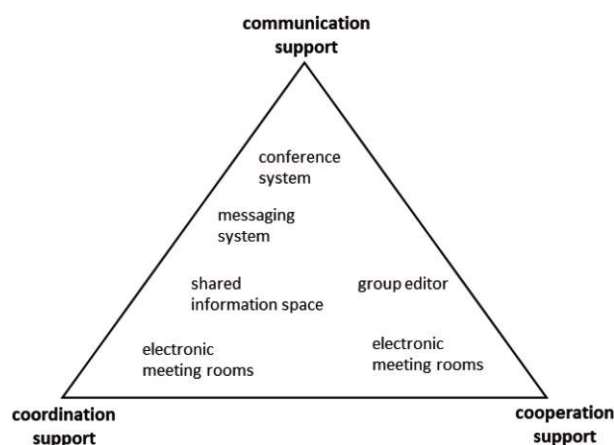 communication
support
conference
system
messaging
system
shared
information space
group editor
electronic
meeting rooms
electronic
meeting rooms
coordination
support
cooperation
support